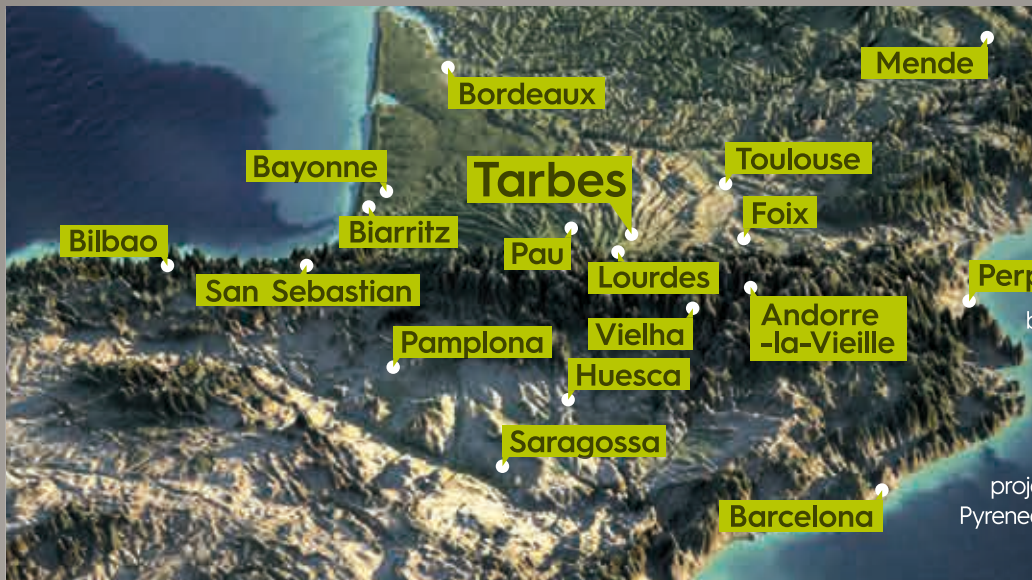 Mende
Bordeaux
Bayonne
Tarbes
Toulouse
Foix
Biarritz
Bilbao
Pau
Lourdes
San Sebastian
Andorre
-la-Vieille
Vielha
Pamplona
Huesca
Saragossa
Barcelona